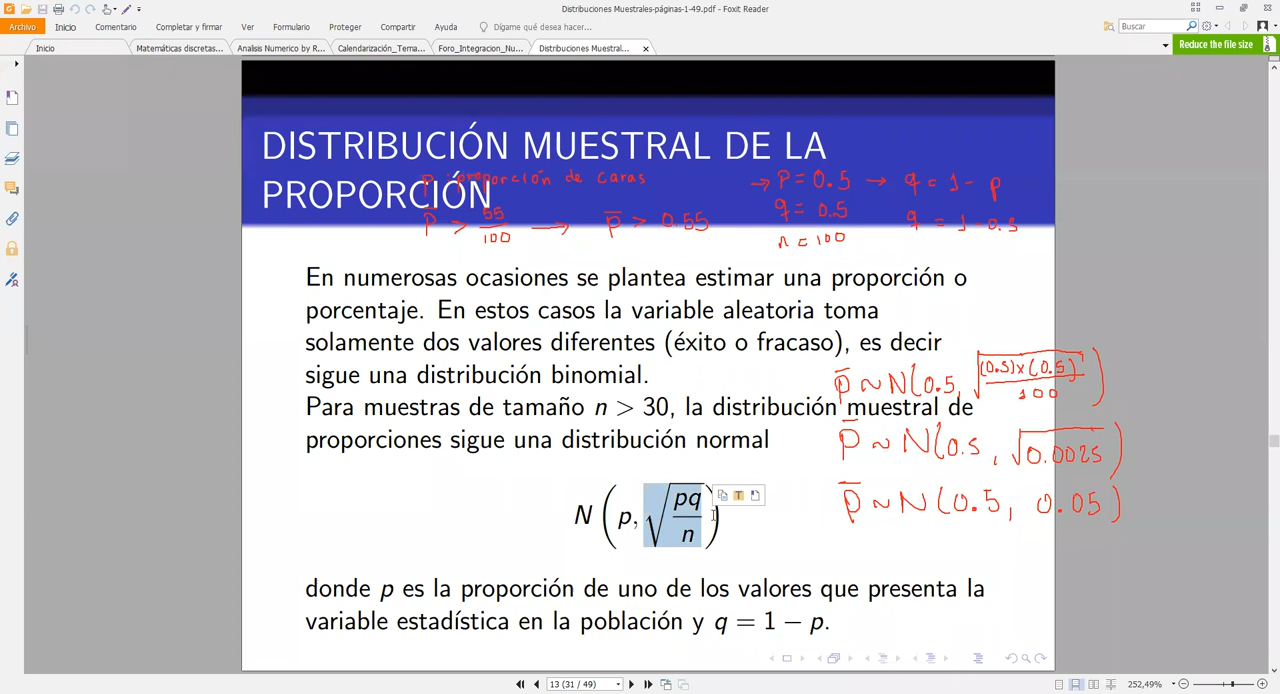 Distribuciones Muestrales-páginas-1-49.pdf - Foxit Reader
Archivo Inicio Comentario Completar y firmar Ver Formulario Proteger Compartir Ayuda Dígame qué desea hacer... Buscar
Inicio Matemáticas discretas... Analisis Numerico by R... Calendarización_Tema... Foro_Integracion_Nu... Distribuciones Muestral...
Reduce the file size
DISTRIBUCIÓN MUESTRAL DE LA
PROPORCIÓN
P : proporción de caras
p̄ > 55/100 → p̄ > 0.55
→ P = 0.5 → q = 1 - p
q = 0.5
q = 1 - 0.5
n = 100
En numerosas ocasiones se plantea estimar una proporción o
porcentaje. En estos casos la variable aleatoria toma
solamente dos valores diferentes (éxito o fracaso), es decir
sigue una distribución binomial.
Para muestras de tamaño n > 30, la distribución muestral de
proporciones sigue una distribución normal
p̄ ~ N(0.5, √((0.5)x(0.5)/100))
p̄ ~ N(0.5, √0.0025)
p̄ ~ N(0.5, 0.05)
N(p, √(pq/n))
donde p es la proporción de uno de los valores que presenta la
variable estadística en la población y q = 1 − p.
13 (31 / 49)
252,49%